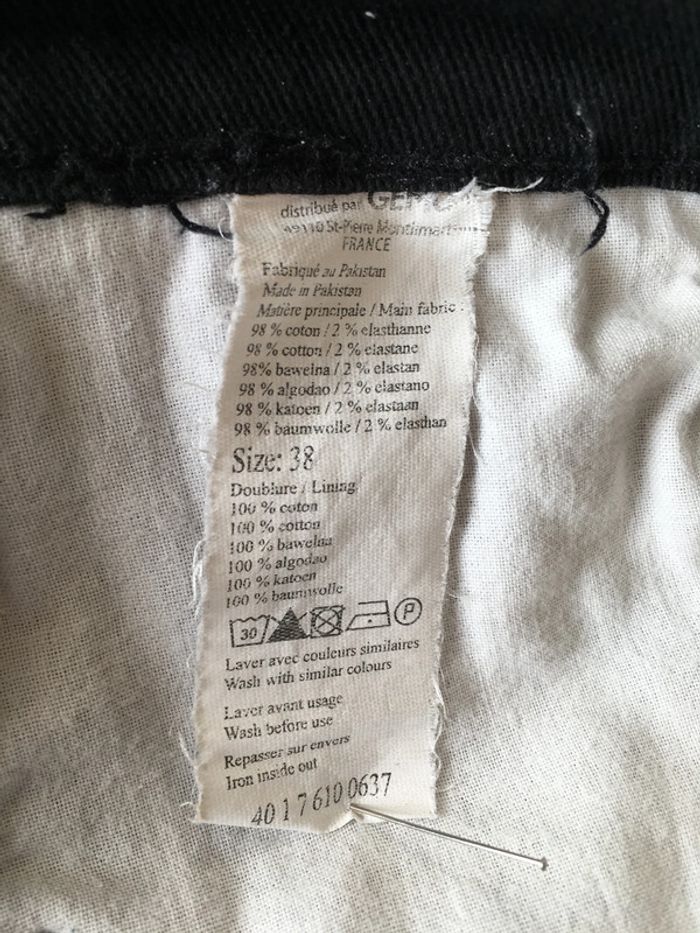 distribué par GEMO
49110 St-Pierre Montlimart
FRANCE
Fabriqué au Pakistan
Made in Pakistan
Matière principale / Main fabric :
98 % coton / 2 % elasthanne
98 % cotton / 2 % elastane
98% bawelna / 2 % elastan
98 % algodao / 2 % elastano
98 % katoen / 2 % elastaan
98 % baumwolle / 2 % elasthan
Size: 38
Doublure / Lining
100 % coton
100 % cotton
100 % bawelna
100 % algodao
100 % katoen
100 % baumwolle
30 P
Laver avec couleurs similaires
Wash with similar colours
Laver avant usage
Wash before use
Repasser sur envers
Iron inside out
40 1 7 610 0637